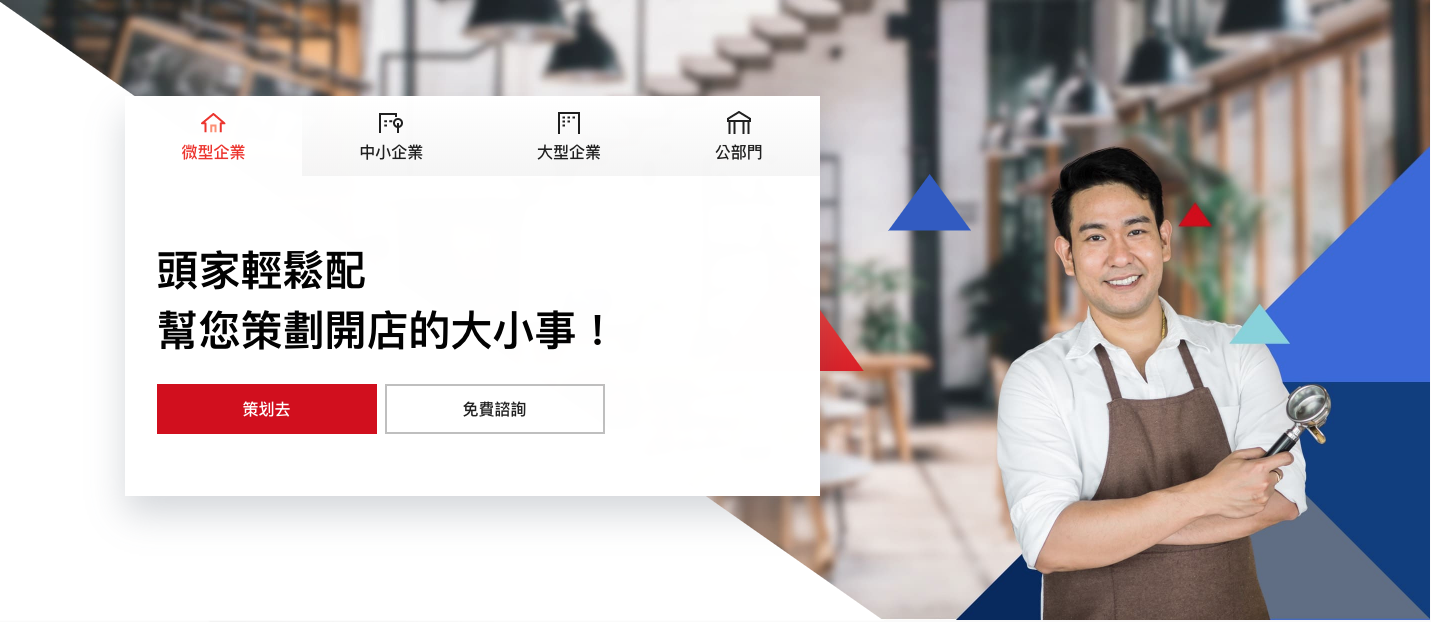 微型企業
中小企業
大型企業
公部門
頭家輕鬆配
幫您策劃開店的大小事！
策划去
免費諮詢